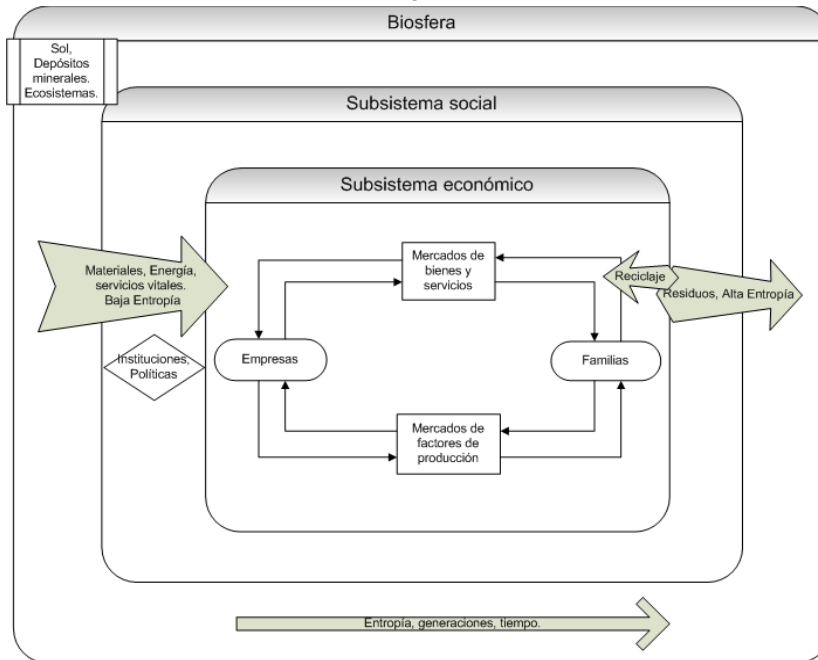 Biosfera
Sol,
Depósitos
minerales.
Ecosistemas.
Subsistema social
Subsistema económico
Mercados de
bienes y
servicios
Materiales, Energía,
servicios vitales.
Baja Entropía
Reciclaje
Residuos, Alta Entropía
Instituciones,
Políticas
Empresas
Familias
Mercados de
factores de
producción
Entropía, generaciones, tiempo.